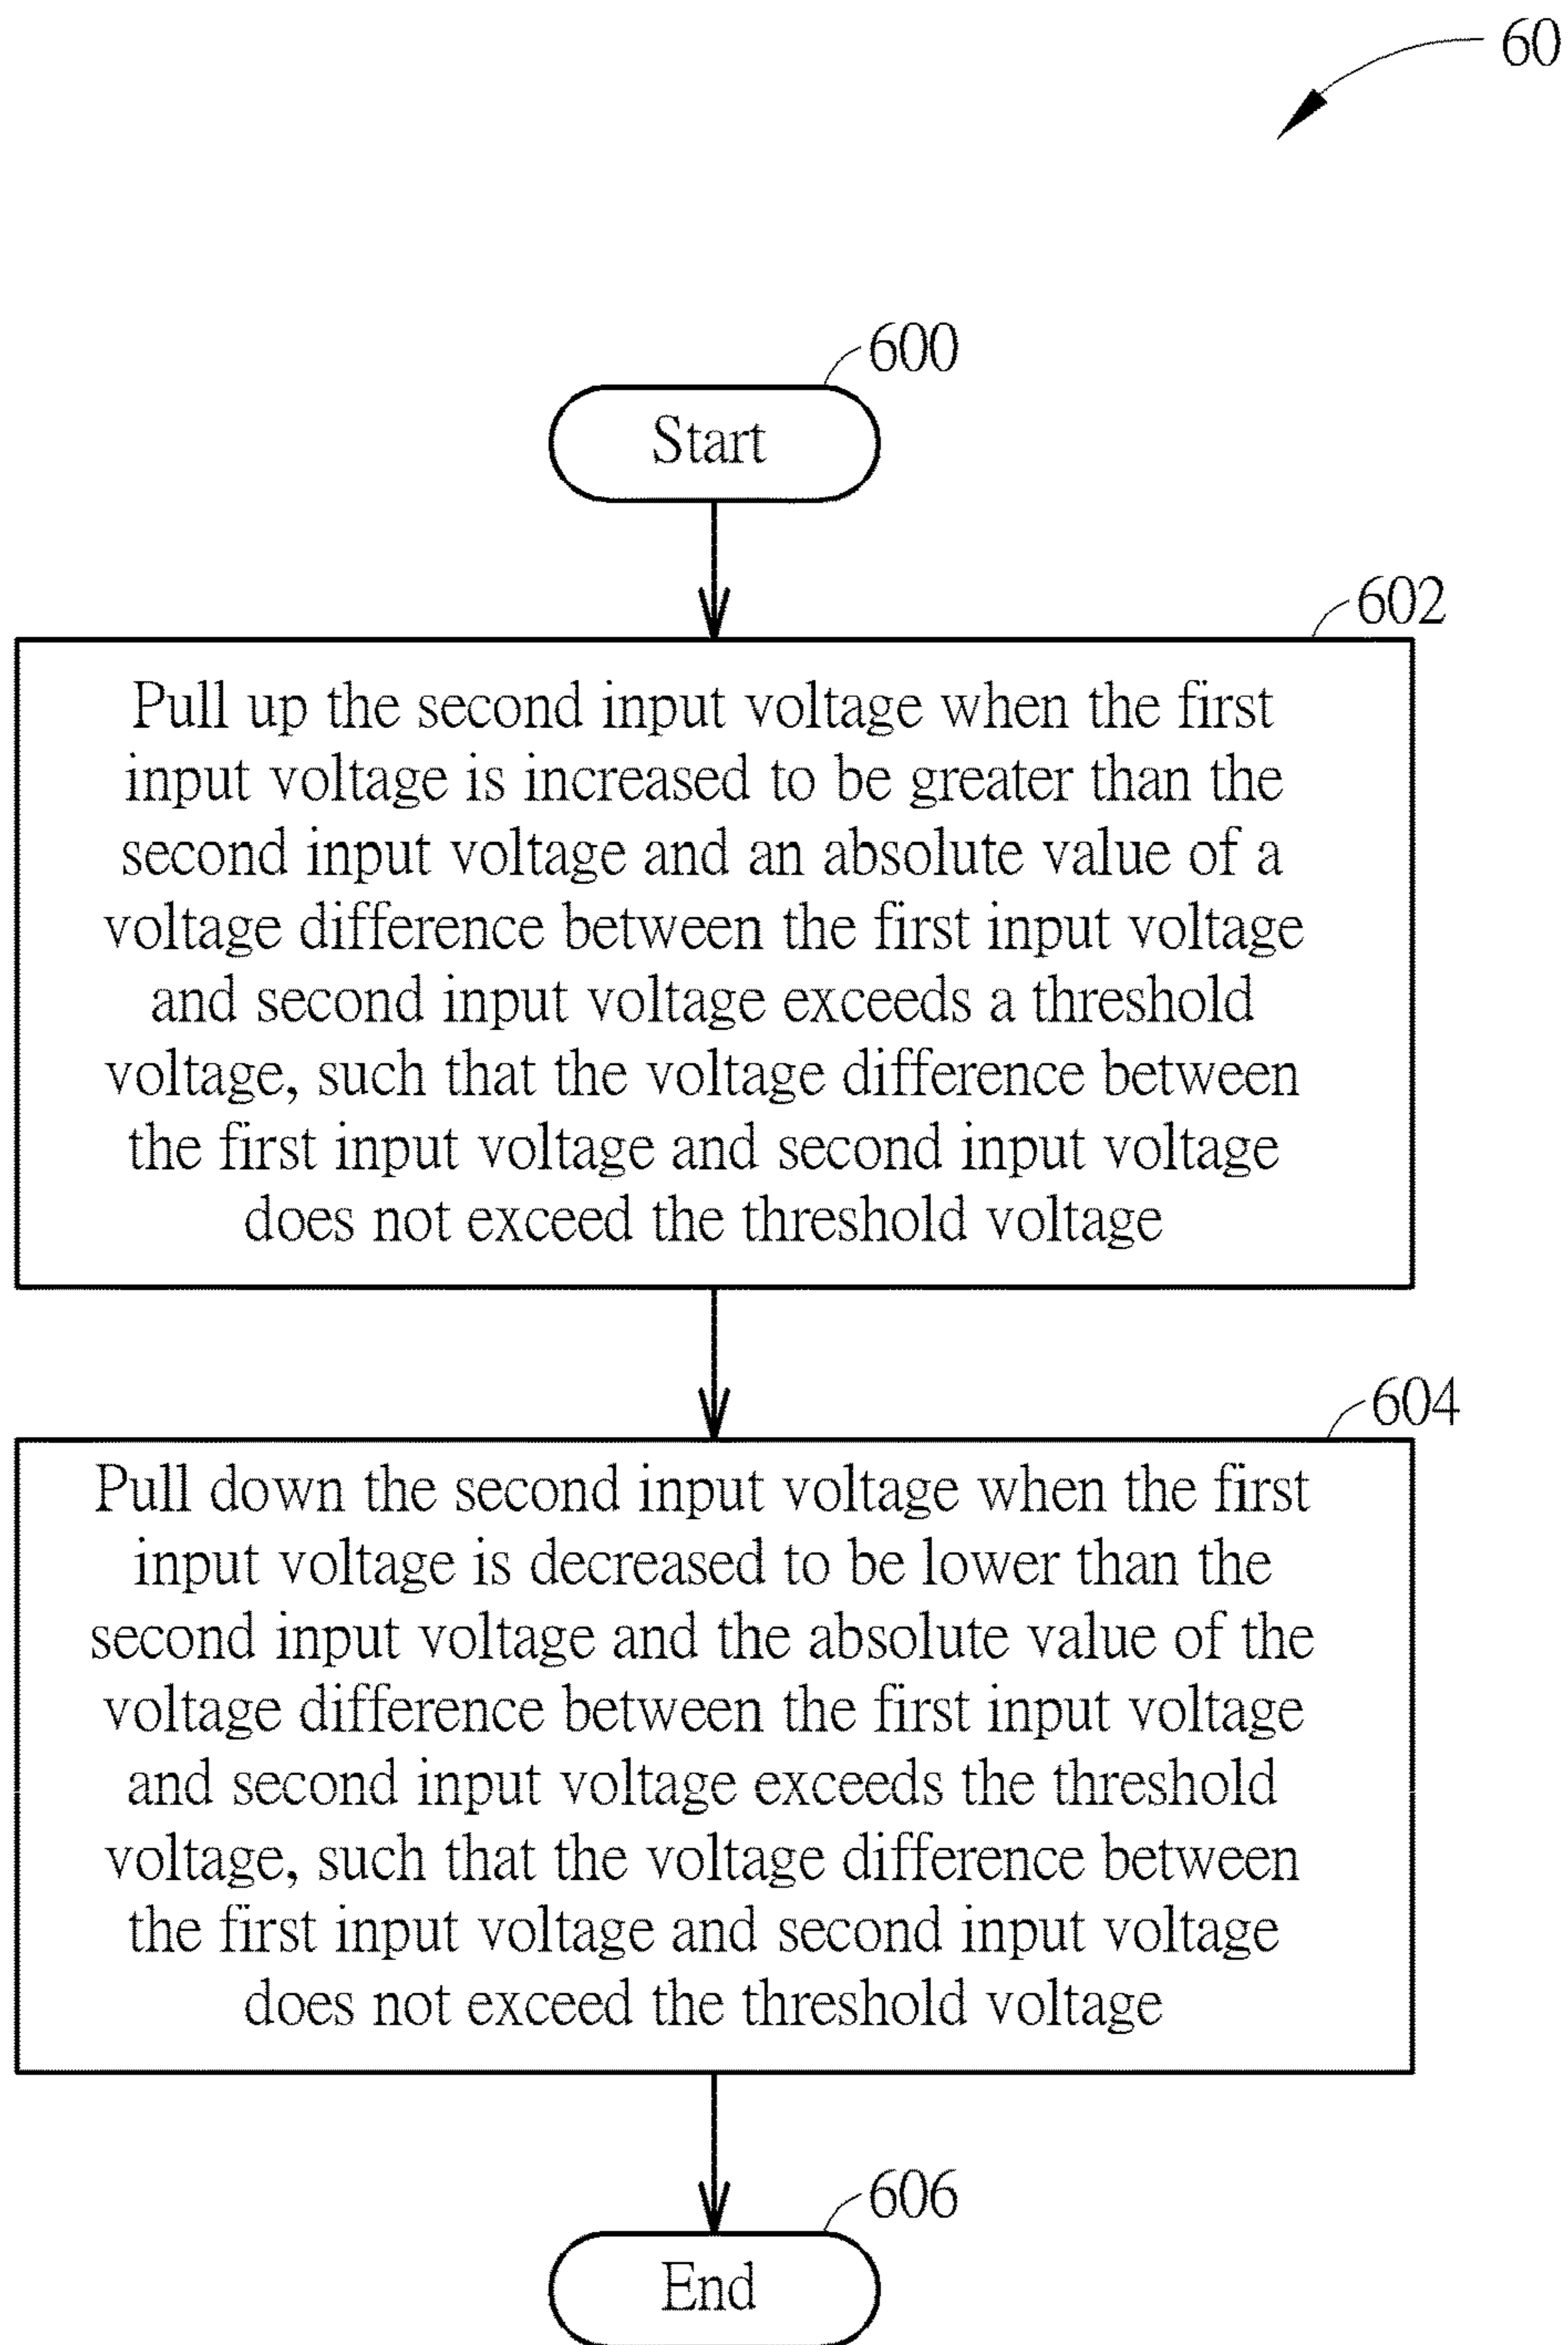 60
600
Start
602
Pull up the second input voltage when the first
input voltage is increased to be greater than the
second input voltage and an absolute value of a
voltage difference between the first input voltage
and second input voltage exceeds a threshold
voltage, such that the voltage difference between
the first input voltage and second input voltage
does not exceed the threshold voltage
604
Pull down the second input voltage when the first
input voltage is decreased to be lower than the
second input voltage and the absolute value of the
voltage difference between the first input voltage
and second input voltage exceeds the threshold
voltage, such that the voltage difference between
the first input voltage and second input voltage
does not exceed the threshold voltage
606
End